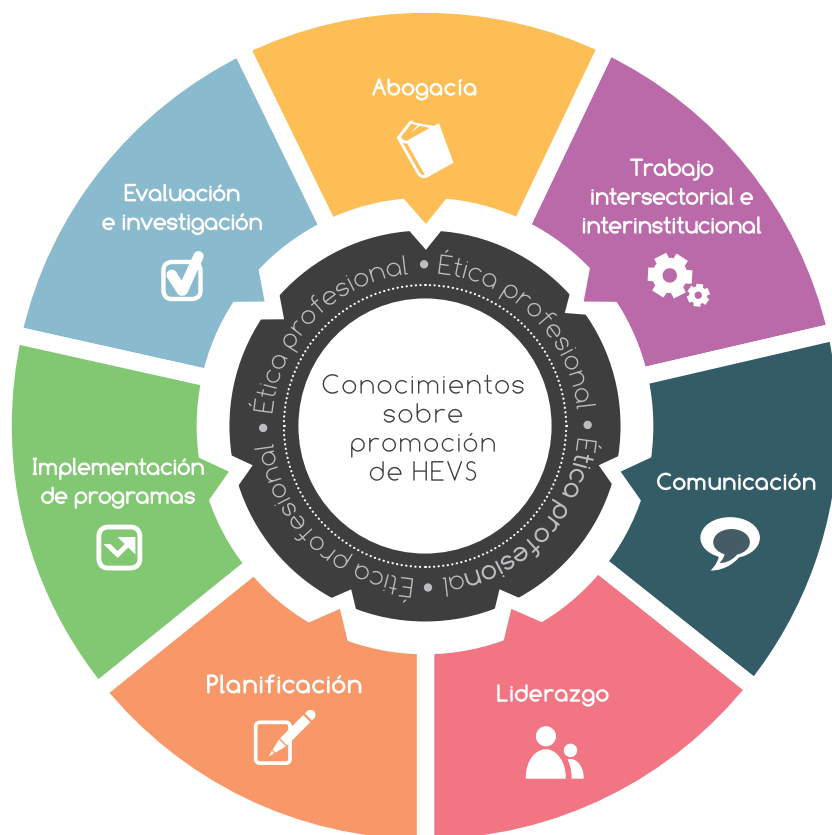 Abogacía
Trabajo
intersectorial e
interinstitucional
Comunicación
Liderazgo
Planificación
Implementación
de programas
Evaluación
e investigación
• Ética profesional • Ética profesional • Ética profesional • Ética profesional
Conocimientos
sobre
promoción
de HEVS